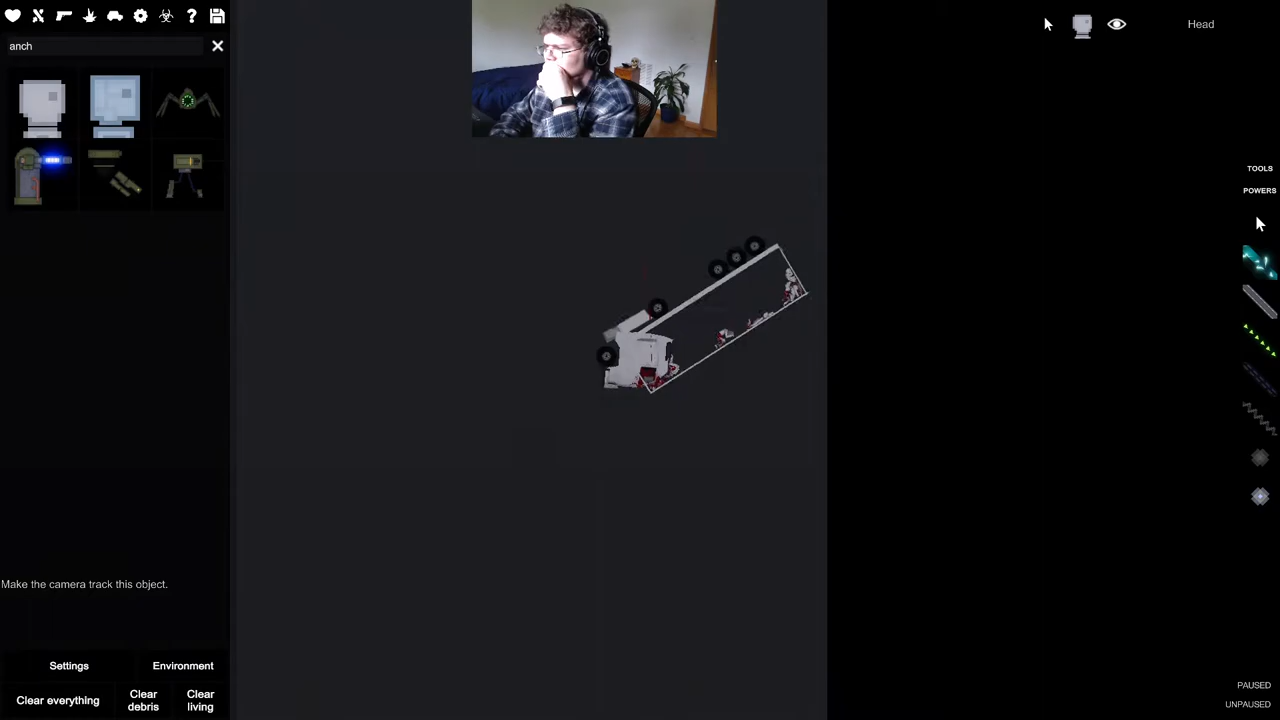 anch
Head
TOOLS
POWERS
Make the camera track this object.
Settings
Environment
Clear everything
Clear
debris
Clear
living
PAUSED
UNPAUSED